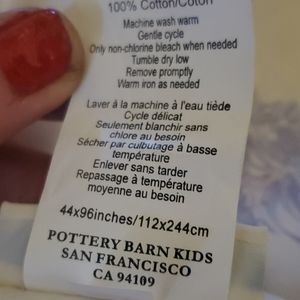 100% Cotton/Coton
Machine wash warm
Gentle cycle
Only non-chlorine bleach when needed
Tumble dry low
Remove promptly
Warm iron as needed
Laver à la machine à l'eau tiède
Cycle délicat
Seulement blanchir sans
chlore au besoin
Sécher par culbutage à basse
température
Enlever sans tarder
Repassage à température
moyenne au besoin
44x96inches/112x244cm
POTTERY BARN KIDS
SAN FRANCISCO
CA 94109